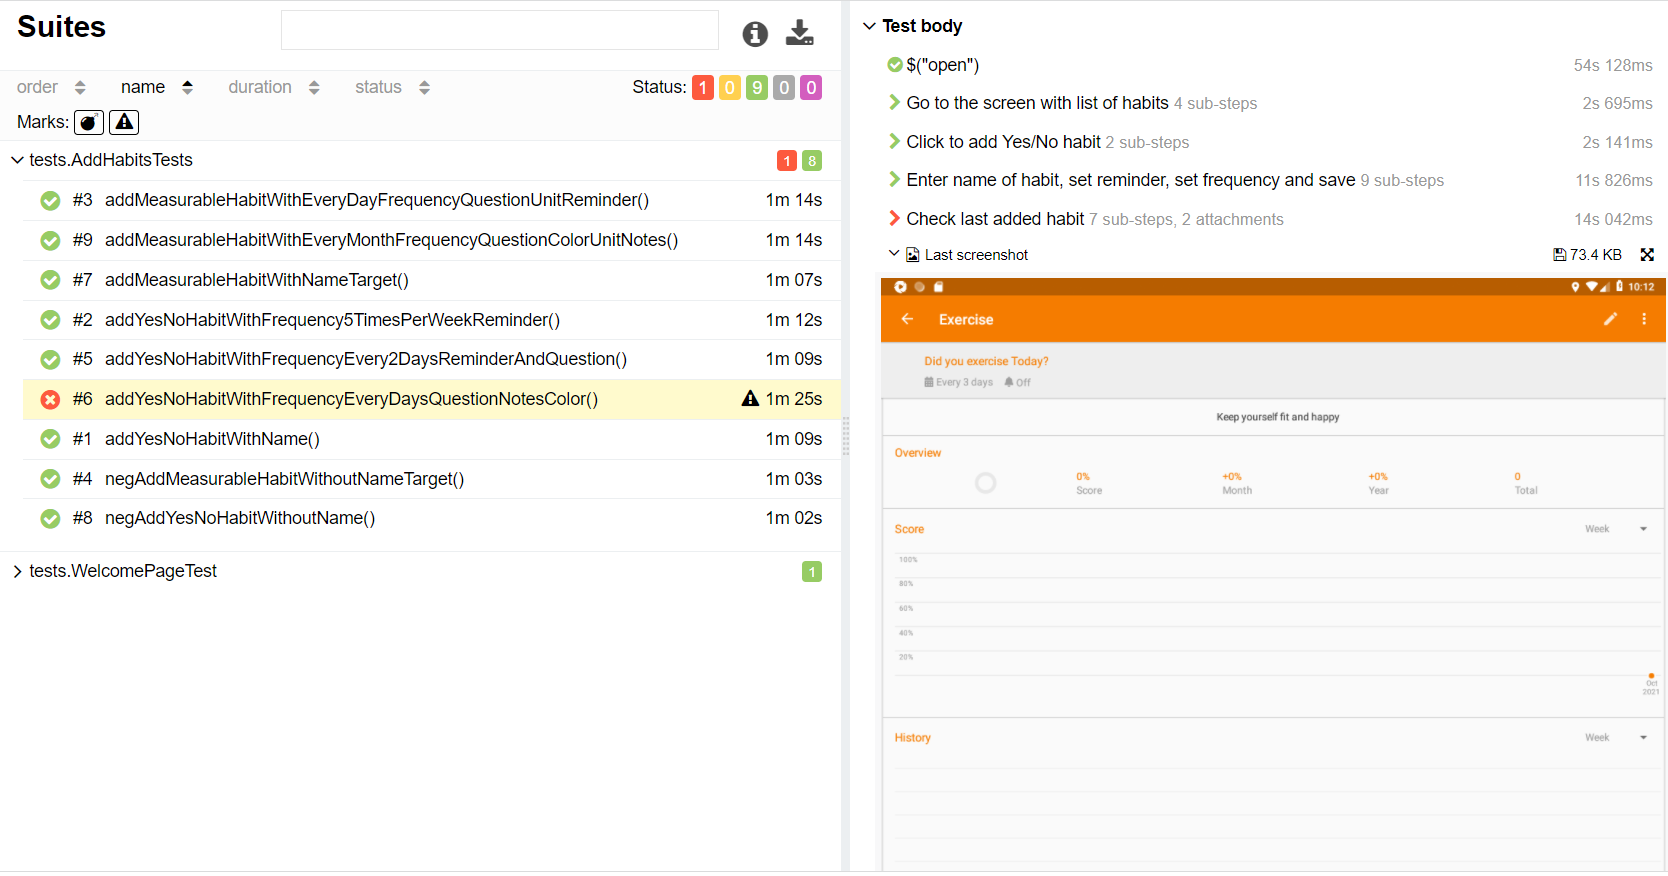 Suites
order name duration status Status: 1 0 9 0 0
Marks:
tests.AddHabitsTests 1 8
#3 addMeasurableHabitWithEveryDayFrequencyQuestionUnitReminder() 1m 14s
#9 addMeasurableHabitWithEveryMonthFrequencyQuestionColorUnitNotes() 1m 14s
#7 addMeasurableHabitWithNameTarget() 1m 07s
#2 addYesNoHabitWithFrequency5TimesPerWeekReminder() 1m 12s
#5 addYesNoHabitWithFrequencyEvery2DaysReminderAndQuestion() 1m 09s
#6 addYesNoHabitWithFrequencyEveryDaysQuestionNotesColor() 1m 25s
#1 addYesNoHabitWithName() 1m 09s
#4 negAddMeasurableHabitWithoutNameTarget() 1m 03s
#8 negAddYesNoHabitWithoutName() 1m 02s
tests.WelcomePageTest 1
Test body
$("open") 54s 128ms
Go to the screen with list of habits 4 sub-steps 2s 695ms
Click to add Yes/No habit 2 sub-steps 2s 141ms
Enter name of habit, set reminder, set frequency and save 9 sub-steps 11s 826ms
Check last added habit 7 sub-steps, 2 attachments 14s 042ms
Last screenshot 73.4 KB
10:12
Exercise
Did you exercise Today?
Every 3 days Off
Keep yourself fit and happy
Overview
0% +0% +0% 0
Score Month Year Total
Score Week
100%
80%
60%
40%
20%
Oct
2021
History Week